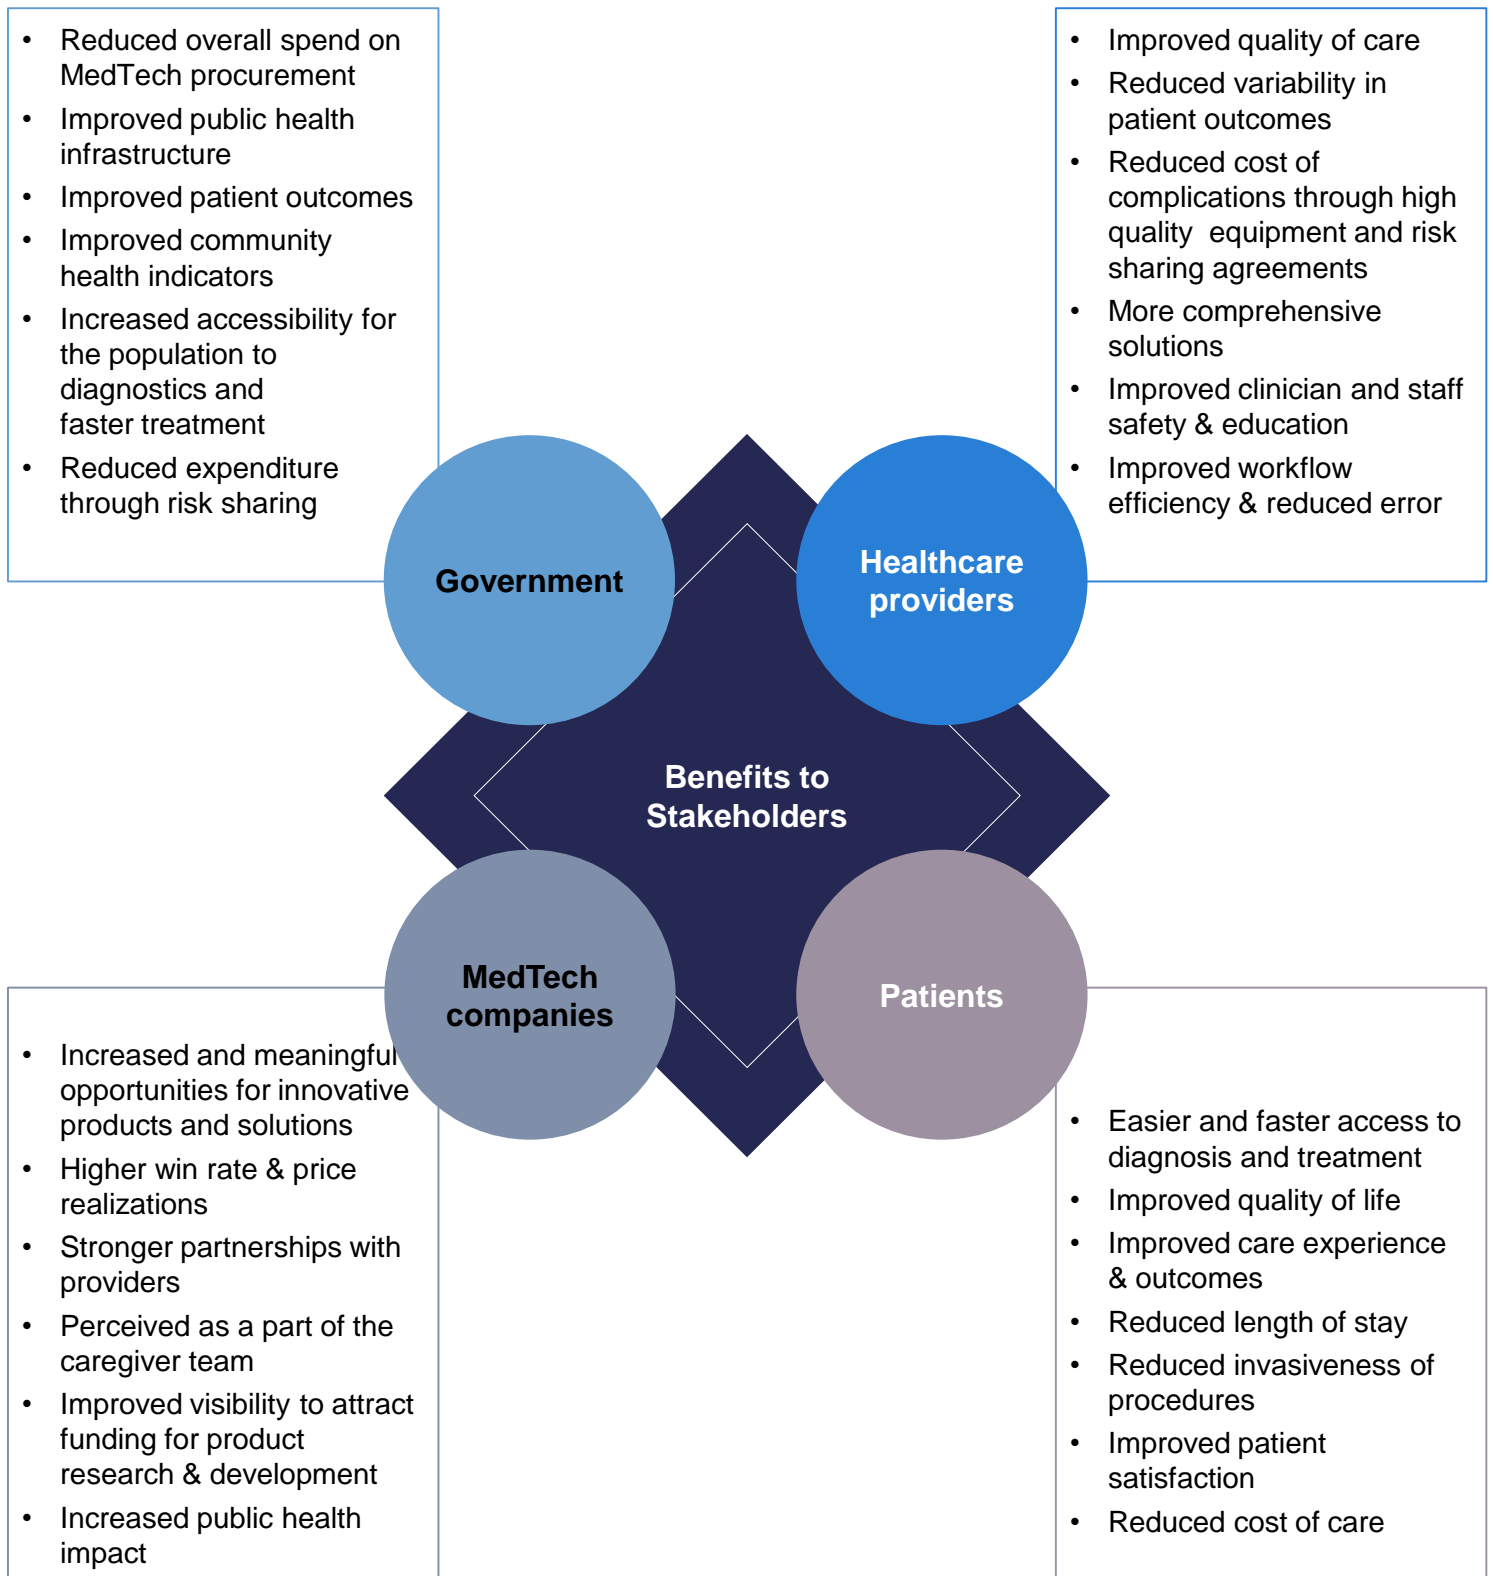 • Reduced overall spend on
MedTech procurement
• Improved public health
infrastructure
• Improved patient outcomes
• Improved community
health indicators
• Increased accessibility for
the population to
diagnostics and
faster treatment
• Reduced expenditure
through risk sharing
• Improved quality of care
• Reduced variability in
patient outcomes
• Reduced cost of
complications through high
quality  equipment and risk
sharing agreements
• More comprehensive
solutions
• Improved clinician and staff
safety & education
• Improved workflow
efficiency & reduced error
Government
Healthcare
providers
Benefits to
Stakeholders
MedTech
companies
Patients
• Increased and meaningful
opportunities for innovative
products and solutions
• Higher win rate & price
realizations
• Stronger partnerships with
providers
• Perceived as a part of the
caregiver team
• Improved visibility to attract
funding for product
research & development
• Increased public health
impact
• Easier and faster access to
diagnosis and treatment
• Improved quality of life
• Improved care experience
& outcomes
• Reduced length of stay
• Reduced invasiveness of
procedures
• Improved patient
satisfaction
• Reduced cost of care